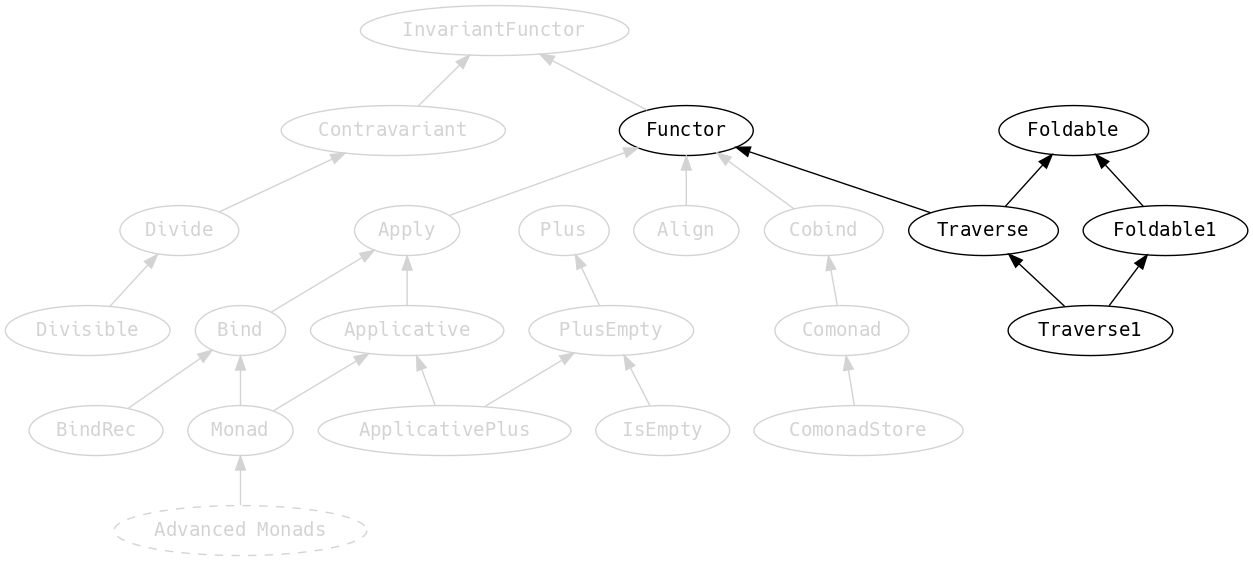 InvariantFunctor
Contravariant
Functor
Foldable
Divide
Apply
Plus
Align
Cobind
Traverse
Foldable1
Divisible
Bind
Applicative
PlusEmpty
Comonad
Traverse1
BindRec
Monad
ApplicativePlus
IsEmpty
ComonadStore
Advanced Monads